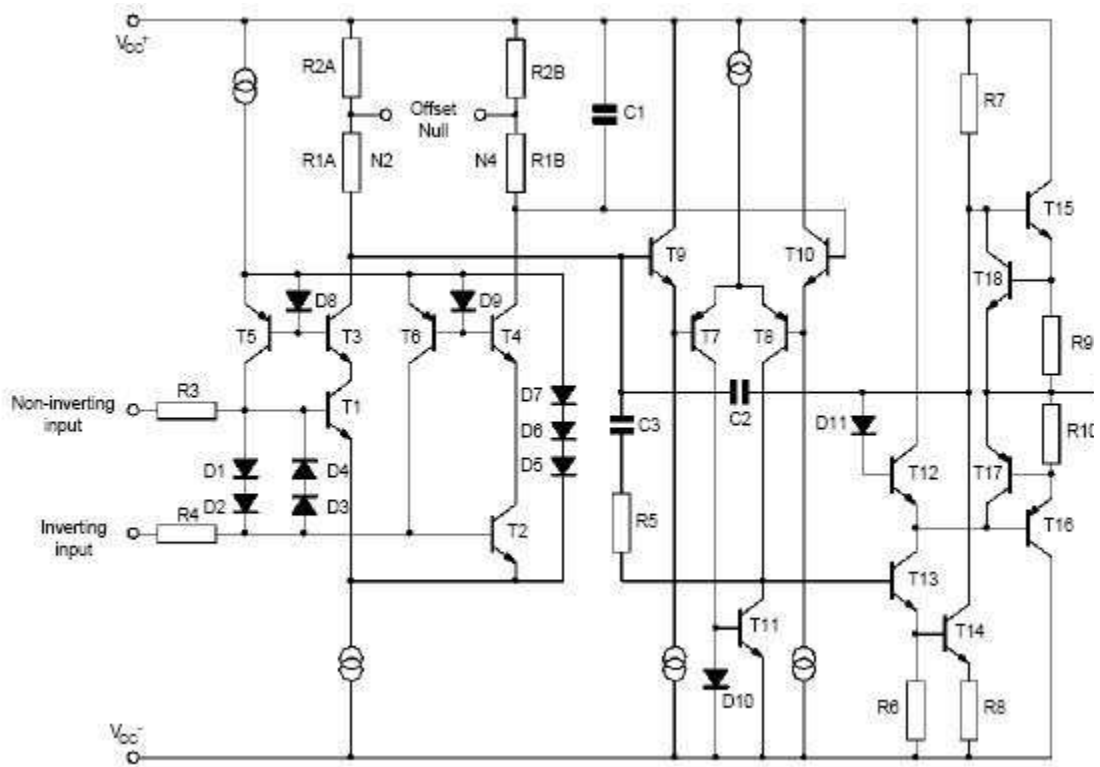 VCC+
R2A
R2B
Offset
Null
C1
R7
R1A
N2
N4
R1B
T15
T9
T10
T18
D8
D9
T5
T3
T6
T4
T7
T8
R9
Non-inverting
input
R3
T1
D7
D6
D5
C3
C2
D11
R10
D1
D4
D2
D3
T12
T17
Inverting
input
R4
T2
R5
T16
T13
T11
T14
D10
R6
R8
VCC-